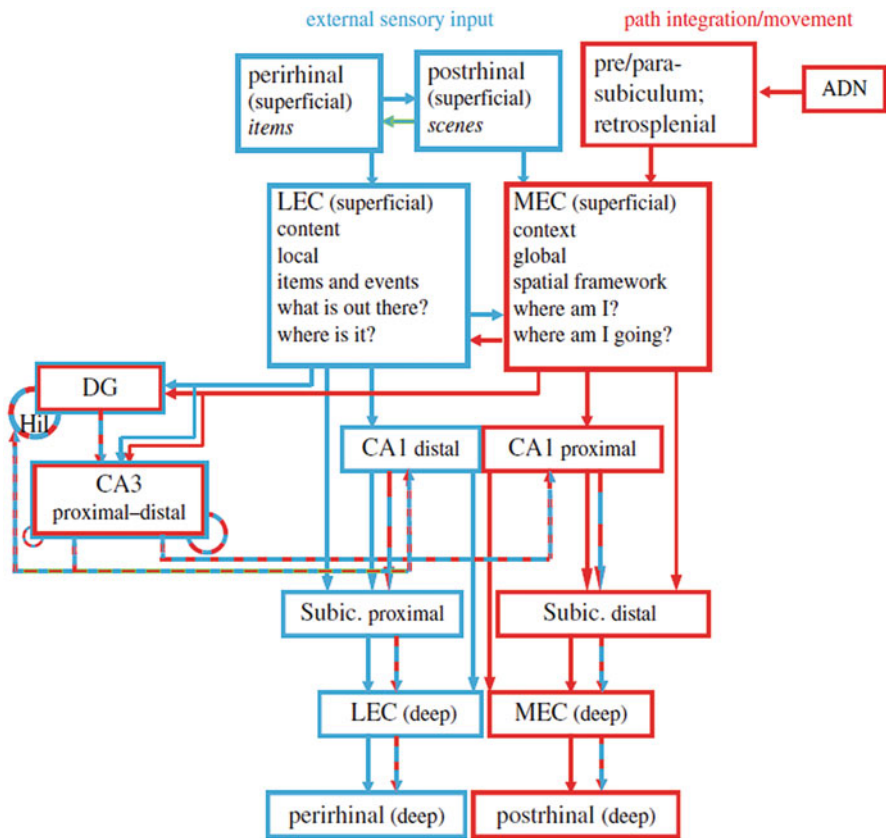 external sensory input
path integration/movement
perirhinal
(superficial)
items
postrhinal
(superficial)
scenes
pre/para-
subiculum;
retrosplenial
ADN
LEC (superficial)
content
local
items and events
what is out there?
where is it?
MEC (superficial)
context
global
spatial framework
where am I?
where am I going?
DG
Hil
CA3
proximal–distal
CA1 distal
CA1 proximal
Subic. proximal
Subic. distal
LEC (deep)
MEC (deep)
perirhinal (deep)
postrhinal (deep)